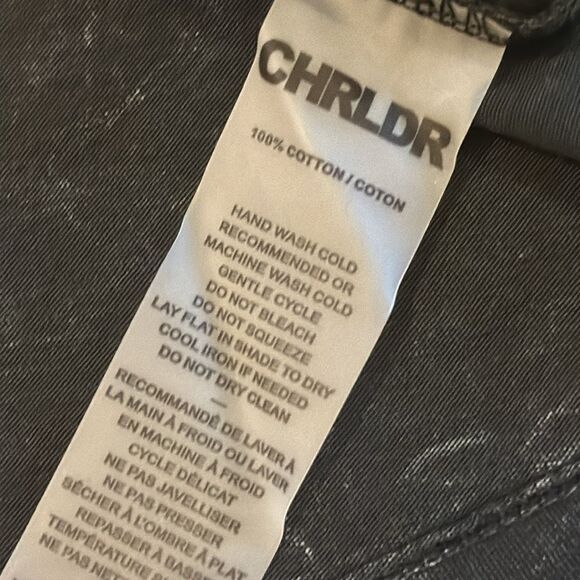 CHRLDR
100% COTTON / COTON
HAND WASH COLD
RECOMMENDED OR
MACHINE WASH COLD
GENTLE CYCLE
DO NOT BLEACH
DO NOT SQUEEZE
LAY FLAT IN SHADE TO DRY
COOL IRON IF NEEDED
DO NOT DRY CLEAN
—
RECOMMANDÉ DE LAVER À
LA MAIN À FROID OU LAVER
EN MACHINE À FROID
CYCLE DÉLICAT
NE PAS JAVELLISER
NE PAS PRESSER
SÉCHER À L'OMBRE À PLAT
REPASSER À BASSE
TEMPÉRATURE
NE PAS